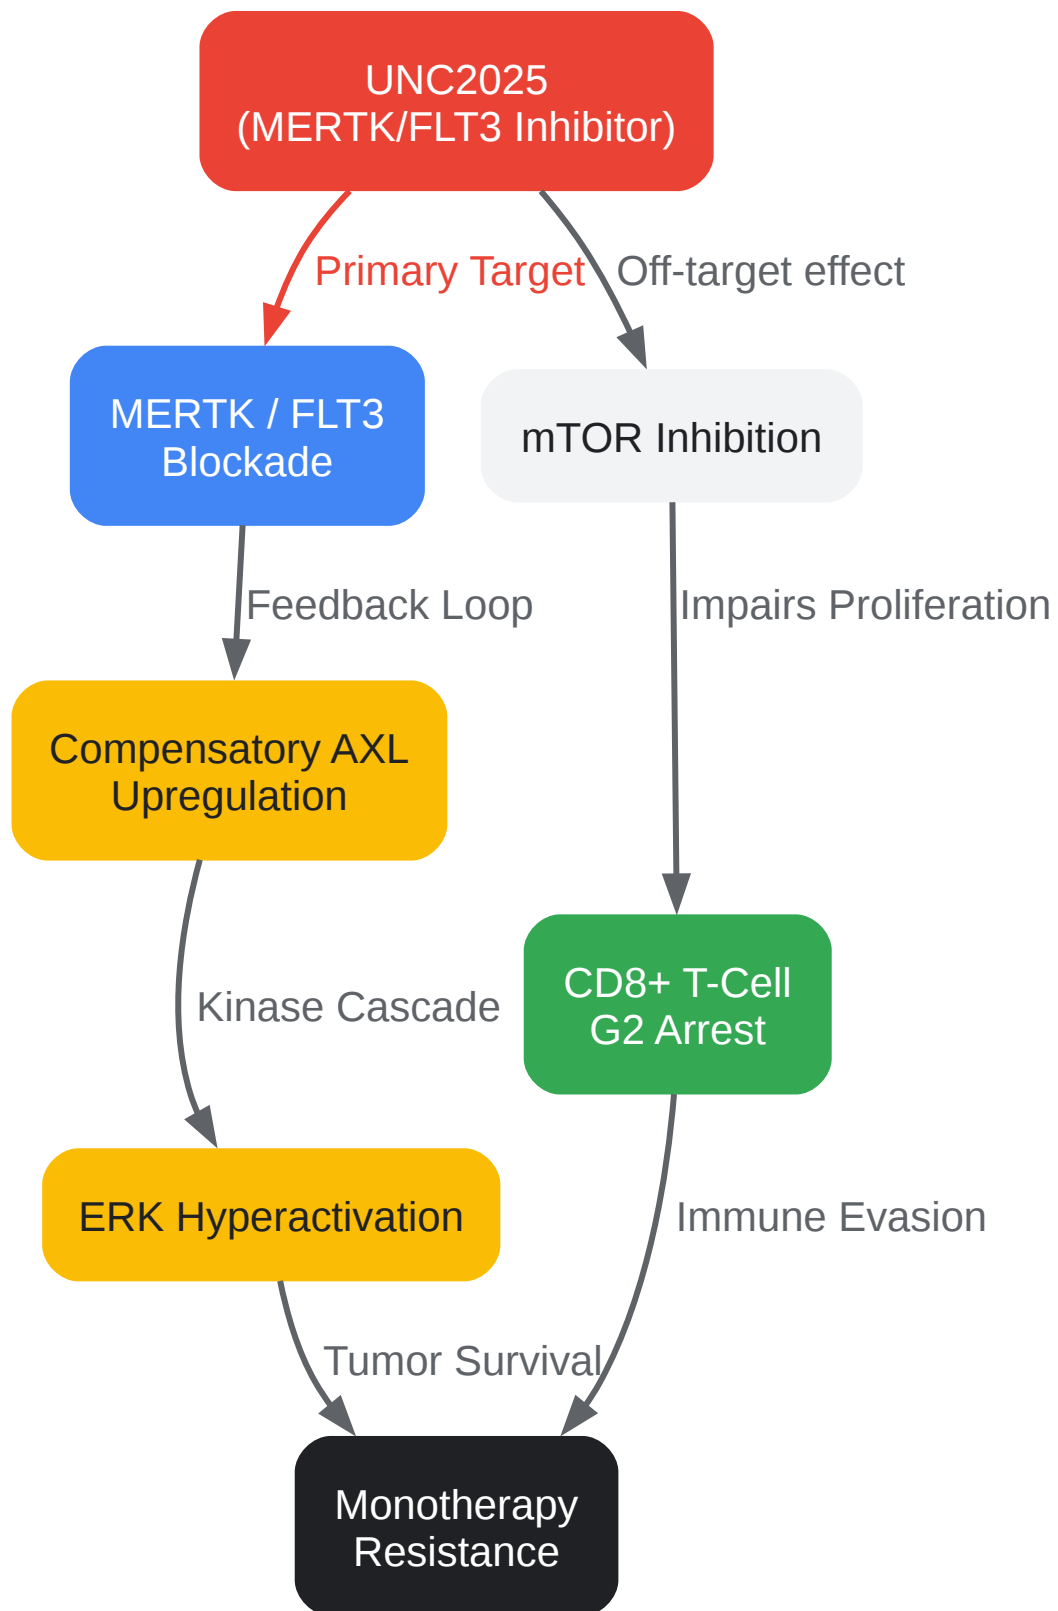 UNC2025
(MERTK/FLT3 Inhibitor)
Primary Target
Off-target effect
MERTK / FLT3
Blockade
mTOR Inhibition
Feedback Loop
Impairs Proliferation
Compensatory AXL
Upregulation
Kinase Cascade
CD8+ T-Cell
G2 Arrest
ERK Hyperactivation
Immune Evasion
Tumor Survival
Monotherapy
Resistance